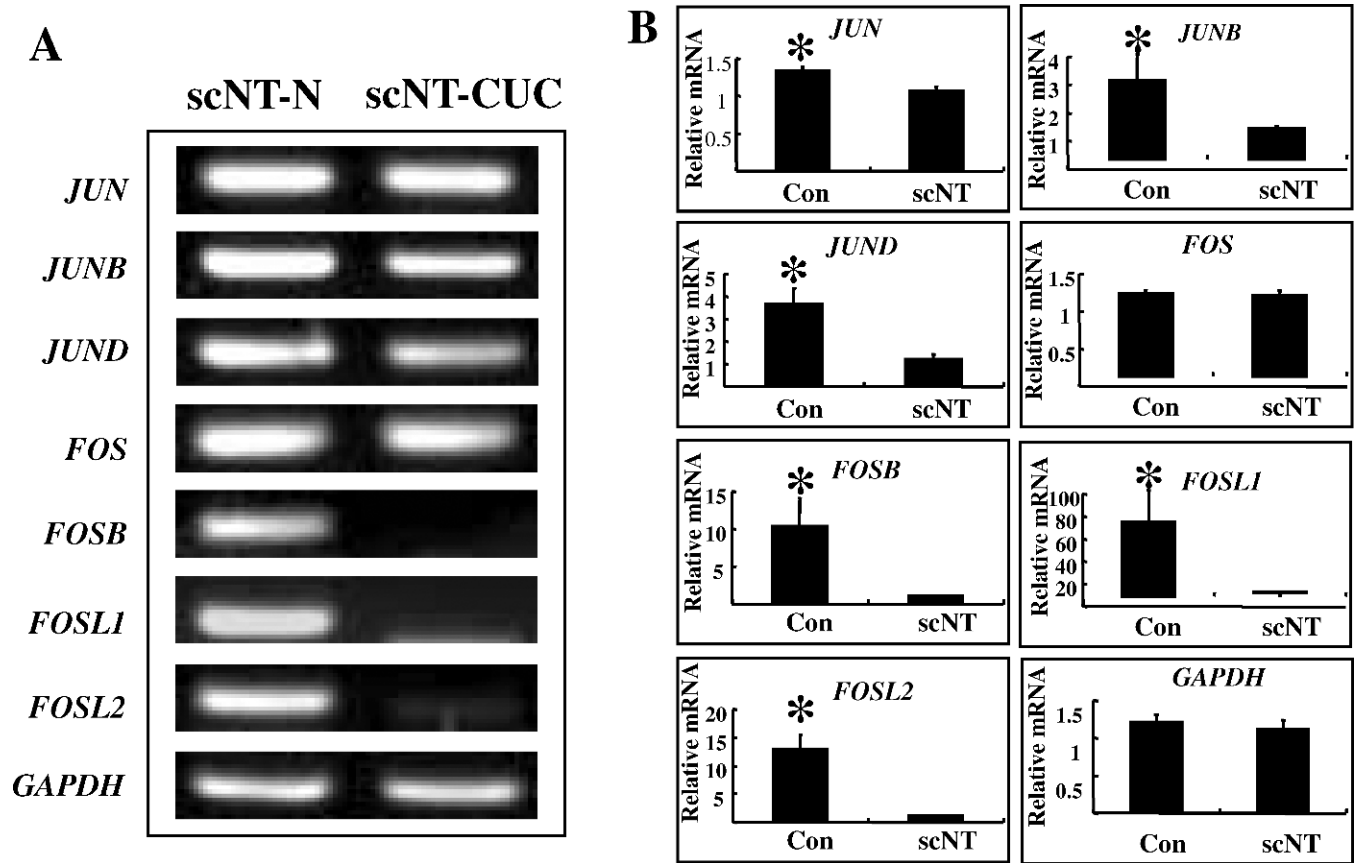 A
scNT-N scNT-CUC
JUN
JUNB
JUND
FOS
FOSB
FOSL1
FOSL2
GAPDH
B
JUN
*
Relative mRNA
1.5
1
0.5
Con scNT
JUNB
*
Relative mRNA
4
3
2
1
Con scNT
JUND
*
Relative mRNA
5
4
3
2
1
Con scNT
FOS
Relative mRNA
1.5
1
0.5
Con scNT
FOSB
*
Relative mRNA
15
10
5
Con scNT
FOSL1
*
Relative mRNA
100
80
60
40
20
Con scNT
FOSL2
*
Relative mRNA
20
15
10
5
Con scNT
GAPDH
Relative mRNA
1.5
1
0.5
Con scNT